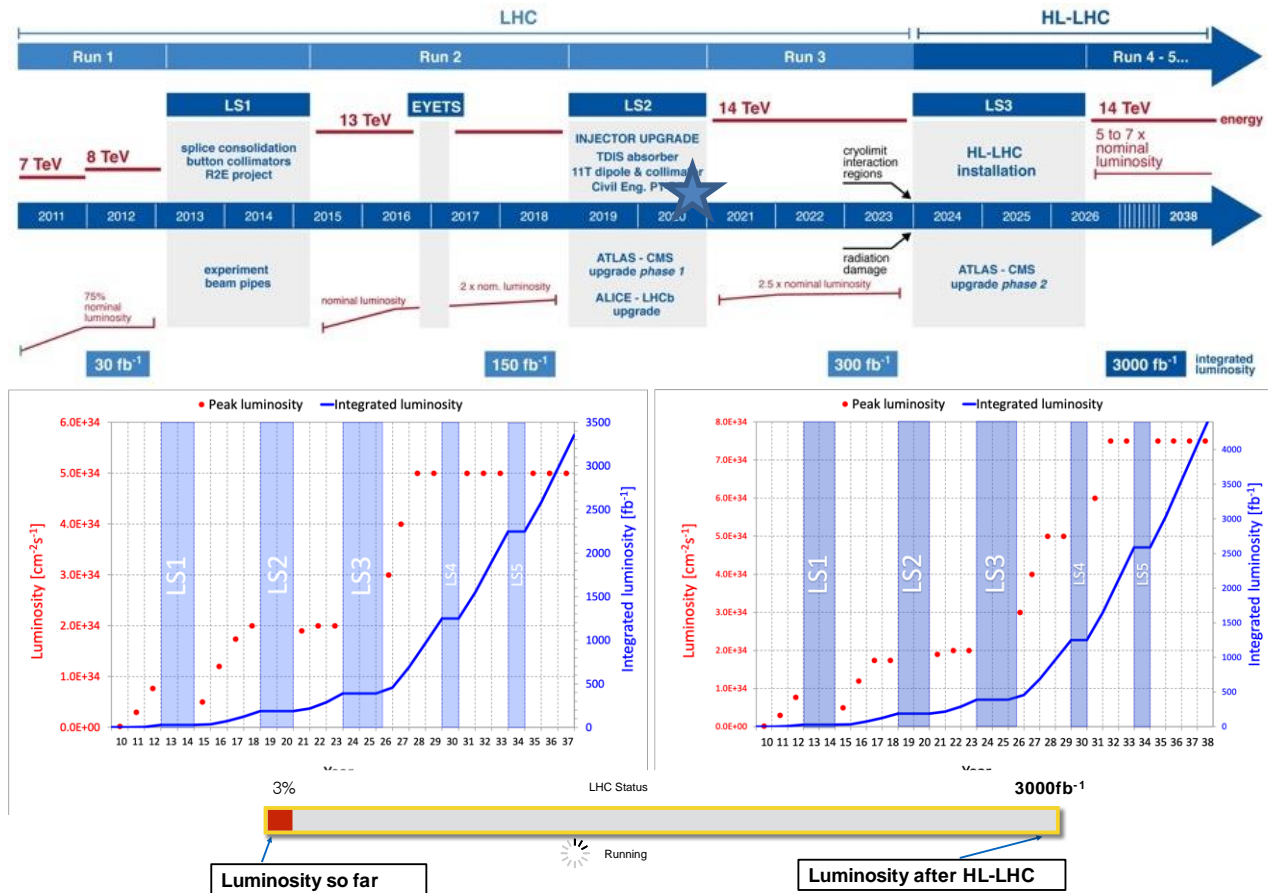 LHC
HL-LHC
Run 1
Run 2
Run 3
Run 4 - 5...
LS1
EYETS
LS2
LS3
14 TeV
14 TeV
energy
13 TeV
8 TeV
7 TeV
splice consolidation
button collimators
R2E project
INJECTOR UPGRADE
TDIS absorber
11T dipole & collimator
Civil Eng.
cryolimit
interaction
regions
HL-LHC
installation
5 to 7 x
nominal
luminosity
2011 2012 2013 2014 2015 2016 2017 2018 2019 2021 2022 2023 2024 2025 2026 2038
experiment
beam pipes
ATLAS - CMS
upgrade phase 1
ALICE - LHCb
upgrade
radiation
damage
ATLAS - CMS
upgrade phase 2
75%
nominal
luminosity
nominal luminosity
2 x nom. luminosity
2.5 x nominal luminosity
30 fb-1
150 fb-1
300 fb-1
3000 fb-1
integrated
luminosity
Peak luminosity Integrated luminosity
6.0E+34
5.0E+34
4.0E+34
3.0E+34
2.0E+34
1.0E+34
0.0E+00
Luminosity [cm-2s-1]
LS1
LS2
LS3
LS4
LS5
3500
3000
2500
2000
1500
1000
500
0
Integrated luminosity [fb-1]
10 11 12 13 14 15 16 17 18 19 20 21 22 23 24 25 26 27 28 29 30 31 32 33 34 35 36 37
Peak luminosity Integrated luminosity
8.0E+34
7.0E+34
6.0E+34
5.0E+34
4.0E+34
3.0E+34
2.0E+34
1.0E+34
0.0E+00
Luminosity [cm-2s-1]
LS1
LS2
LS3
LS4
LS5
4000
3500
3000
2500
2000
1500
1000
500
0
Integrated luminosity [fb-1]
10 11 12 13 14 15 16 17 18 19 20 21 22 23 24 25 26 27 28 29 30 31 32 33 34 35 36 37 38
3%
LHC Status
3000fb-1
Running
Luminosity so far
Luminosity after HL-LHC